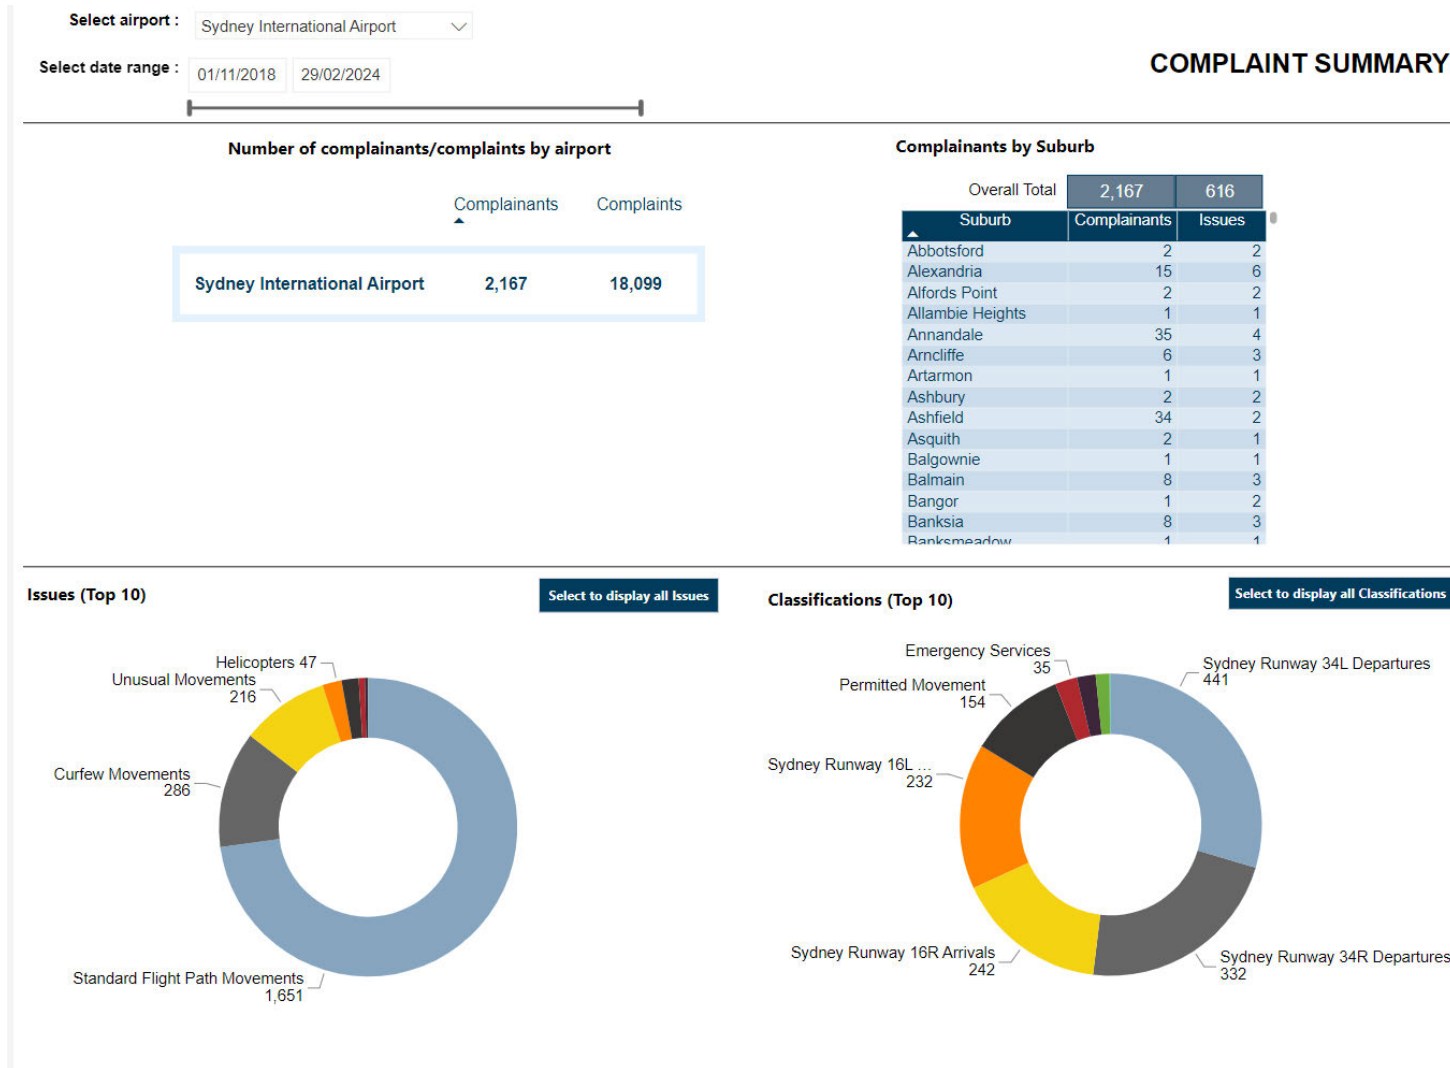 Select airport :
Sydney International Airport
Select date range :
01/11/2018 29/02/2024
COMPLAINT SUMMARY
Number of complainants/complaints by airport
Complainants Complaints
Sydney International Airport 2,167 18,099
Complainants by Suburb
Overall Total 2,167 616
Suburb Complainants Issues
Abbotsford 2 2
Alexandria 15 6
Alfords Point 2 2
Allambie Heights 1 1
Annandale 35 4
Arncliffe 6 3
Artarmon 1 1
Ashbury 2 2
Ashfield 34 2
Asquith 2 1
Balgownie 1 1
Balmain 8 3
Bangor 1 2
Banksia 8 3
Banksmeadow 1 1
Issues (Top 10)
Select to display all Issues
Helicopters 47
Unusual Movements
216
Curfew Movements
286
Standard Flight Path Movements
1,651
Classifications (Top 10)
Select to display all Classifications
Emergency Services
35
Permitted Movement
154
Sydney Runway 16L ...
232
Sydney Runway 16R Arrivals
242
Sydney Runway 34L Departures
441
Sydney Runway 34R Departures
332